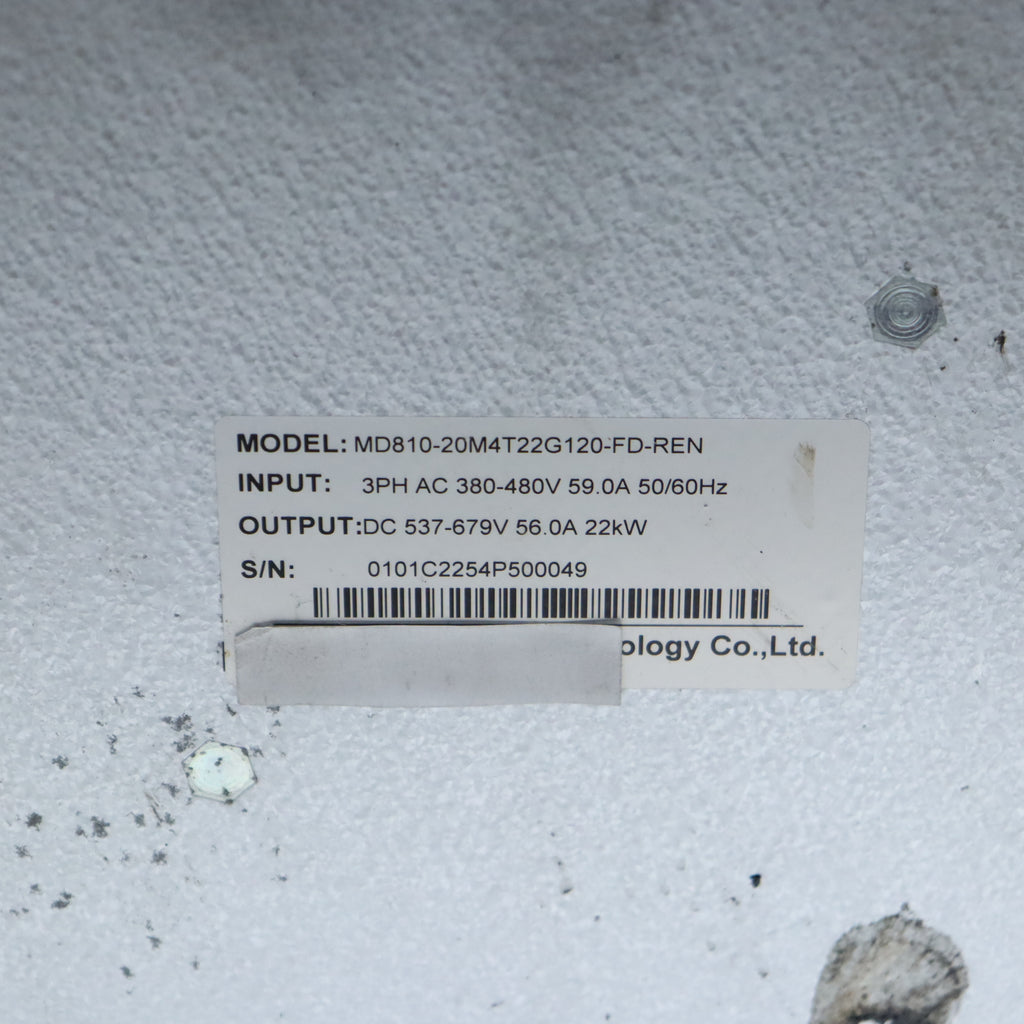 MODEL: MD810-20M4T22G120-FD-REN
INPUT: 3PH AC 380-480V 59.0A 50/60Hz
OUTPUT:DC 537-679V 56.0A 22kW
S/N: 0101C2254P500049
Co.,Ltd.